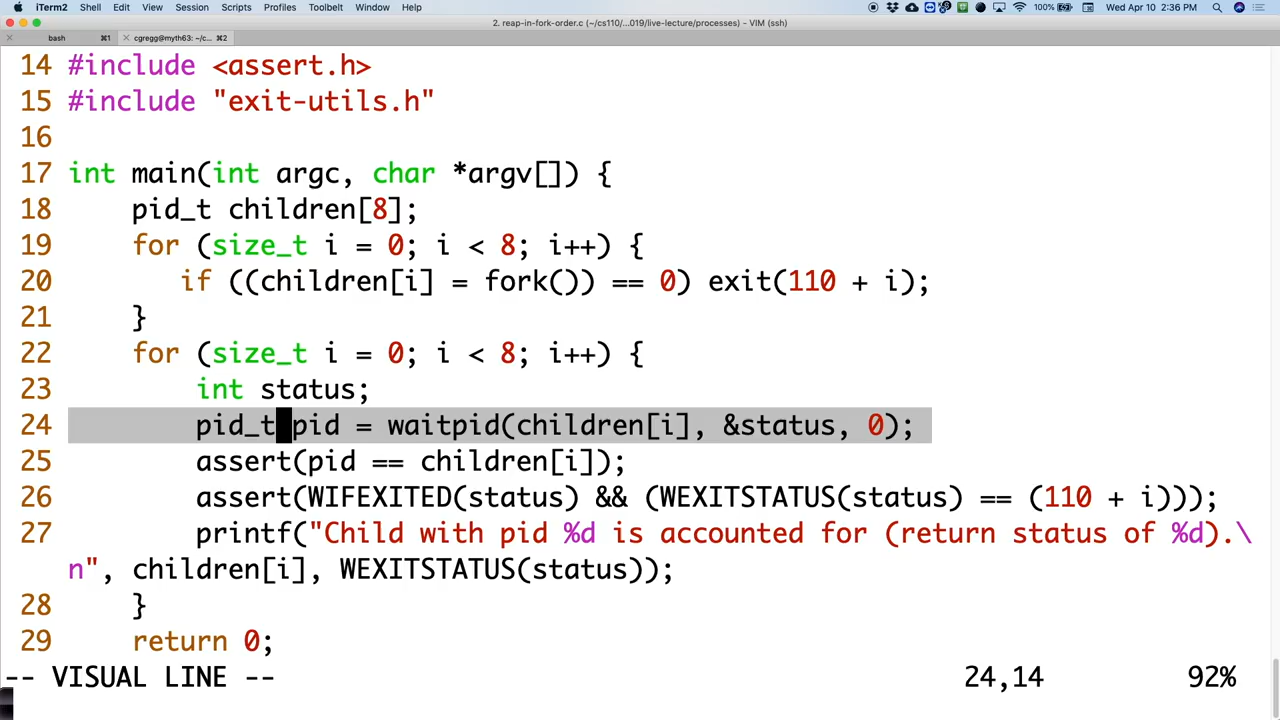 iTerm2 Shell Edit View Session Scripts Profiles Toolbelt Window Help 100% Wed Apr 10 2:36 PM
2. reap-in-fork-order.c (~/cs110/...019/live-lecture/processes) - VIM (ssh)
bash ⌘1 cgregg@myth63: ~/c... ⌘2
14 #include <assert.h>
15 #include "exit-utils.h"
16
17 int main(int argc, char *argv[]) {
18 pid_t children[8];
19 for (size_t i = 0; i < 8; i++) {
20 if ((children[i] = fork()) == 0) exit(110 + i);
21 }
22 for (size_t i = 0; i < 8; i++) {
23 int status;
24 pid_t pid = waitpid(children[i], &status, 0);
25 assert(pid == children[i]);
26 assert(WIFEXITED(status) && (WEXITSTATUS(status) == (110 + i)));
27 printf("Child with pid %d is accounted for (return status of %d).\
n", children[i], WEXITSTATUS(status));
28 }
29 return 0;
-- VISUAL LINE -- 24,14 92%